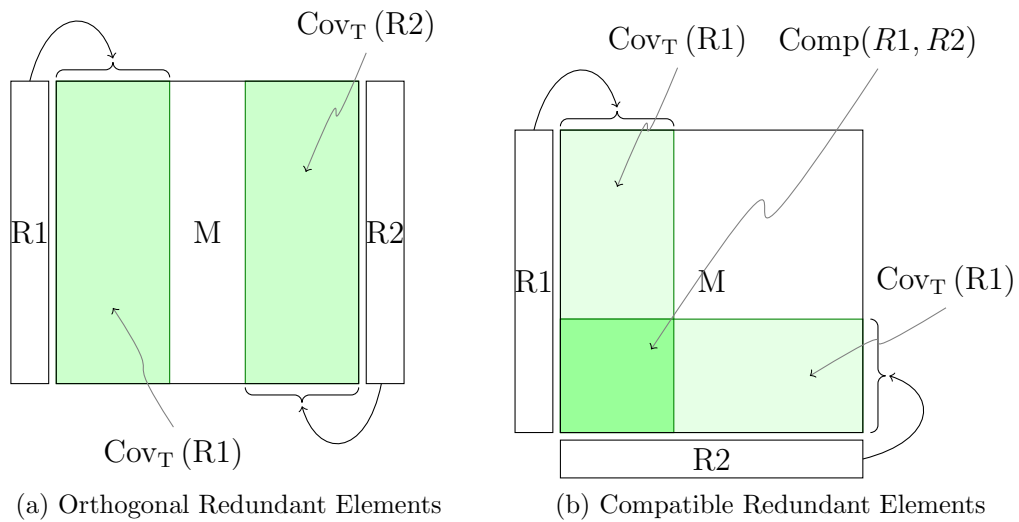 Cov_T (R2)
R1
M
R2
Cov_T (R1)
(a) Orthogonal Redundant Elements
Cov_T (R1)
Comp(R1, R2)
R1
M
Cov_T (R1)
R2
(b) Compatible Redundant Elements